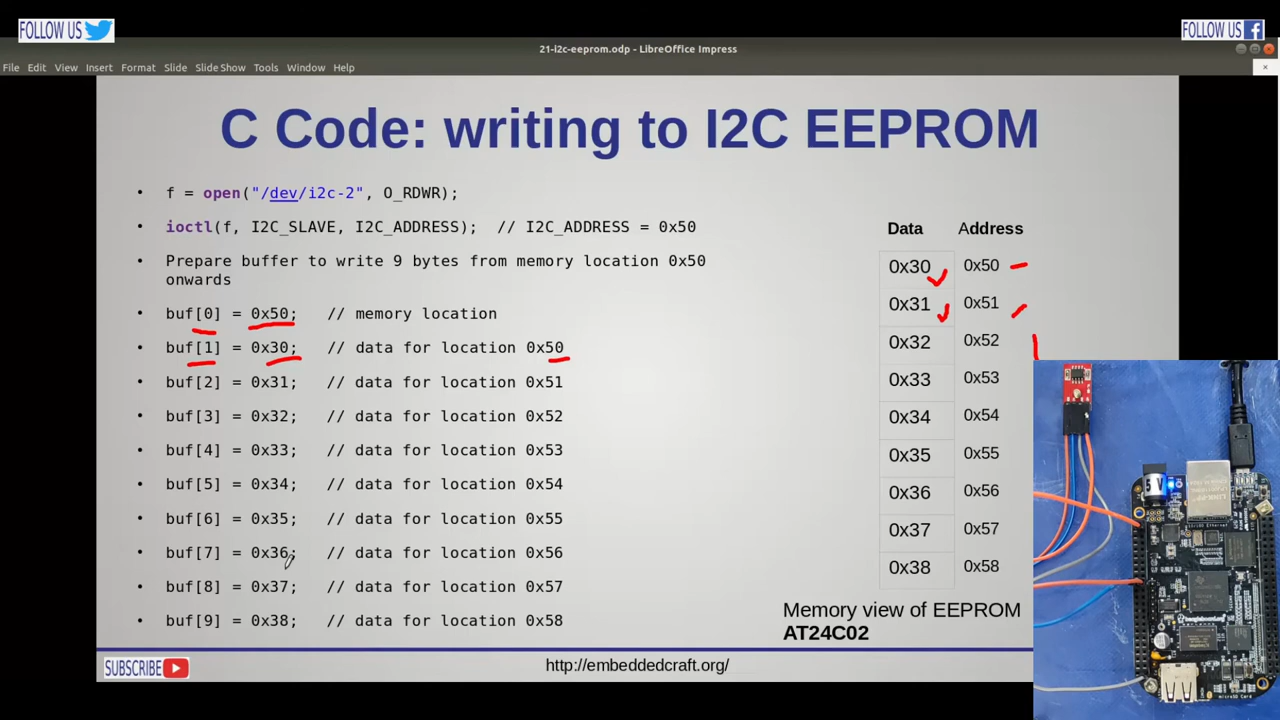 FOLLOW US
FOLLOW US
21-i2c-eeprom.odp - LibreOffice Impress
File Edit View Insert Format Slide Slide Show Tools Window Help
C Code: writing to I2C EEPROM
• f = open("/dev/i2c-2", O_RDWR);
• ioctl(f, I2C_SLAVE, I2C_ADDRESS); // I2C_ADDRESS = 0x50
• Prepare buffer to write 9 bytes from memory location 0x50
onwards
• buf[0] = 0x50; // memory location
• buf[1] = 0x30; // data for location 0x50
• buf[2] = 0x31; // data for location 0x51
• buf[3] = 0x32; // data for location 0x52
• buf[4] = 0x33; // data for location 0x53
• buf[5] = 0x34; // data for location 0x54
• buf[6] = 0x35; // data for location 0x55
• buf[7] = 0x36; // data for location 0x56
• buf[8] = 0x37; // data for location 0x57
• buf[9] = 0x38; // data for location 0x58
Data Address
0x30 0x50
0x31 0x51
0x32 0x52
0x33 0x53
0x34 0x54
0x35 0x55
0x36 0x56
0x37 0x57
0x38 0x58
Memory view of EEPROM
AT24C02
SUBSCRIBE
http://embeddedcraft.org/
5V